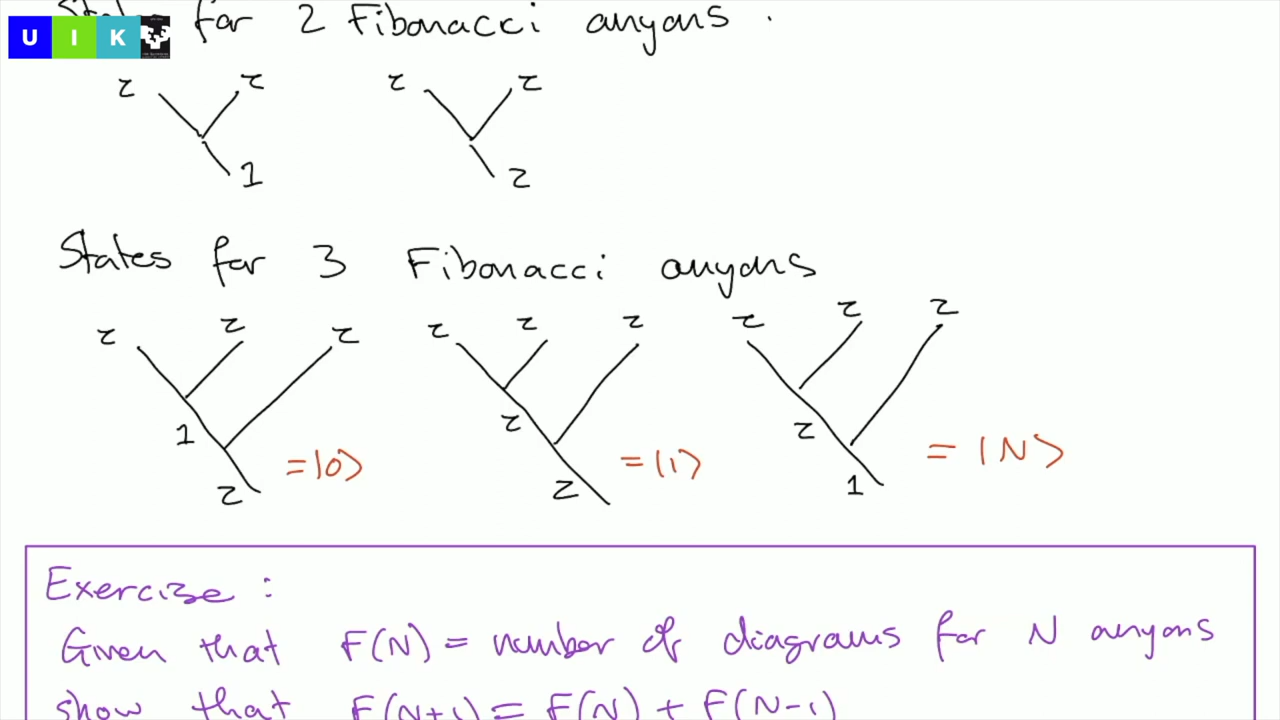 States for 2 Fibonacci anyons.
U I K
τ τ τ τ
1 τ
States for 3 Fibonacci anyons
τ τ τ τ τ τ τ τ τ
1 τ τ
= |0⟩ = |1⟩ = |N⟩
τ τ 1
Exercise :
Given that F(N) = number of diagrams for N anyons
show that F(N+1) = F(N) + F(N-1)